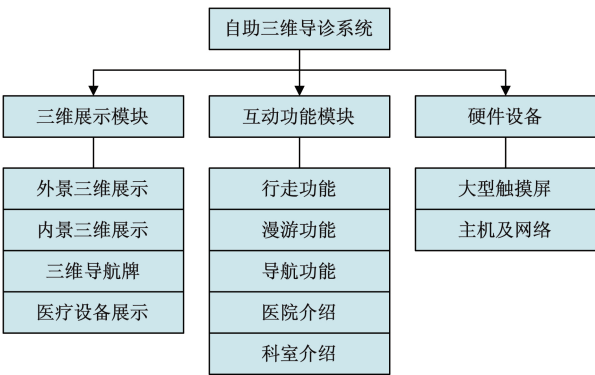 自助三维导诊系统
三维展示模块
互动功能模块
硬件设备
外景三维展示
内景三维展示
三维导航牌
医疗设备展示
行走功能
漫游功能
导航功能
医院介绍
科室介绍
大型触摸屏
主机及网络